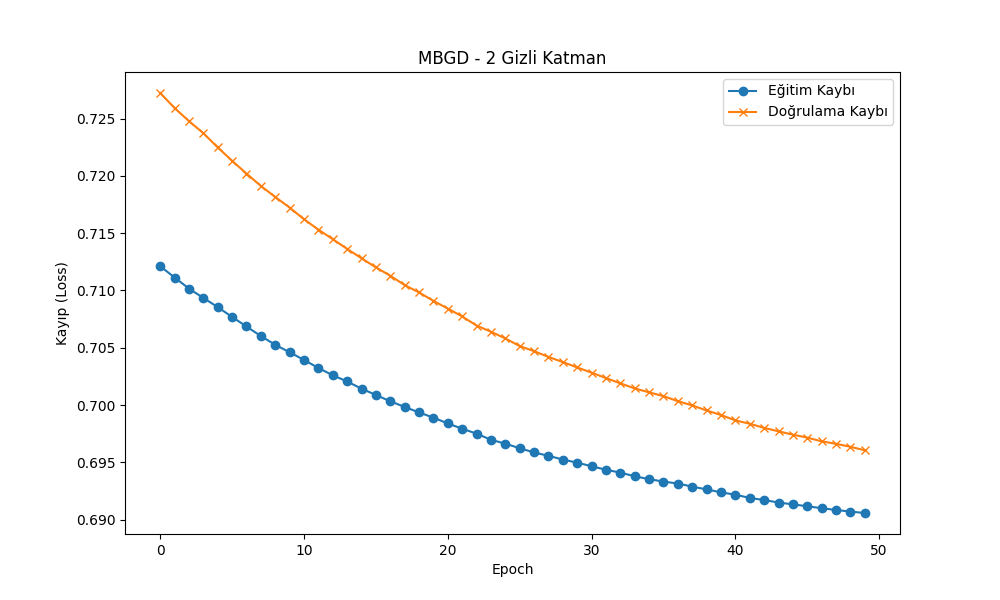 MBGD - 2 Gizli Katman
Eğitim Kaybı
Doğrulama Kaybı
Kayıp (Loss)
0.725
0.720
0.715
0.710
0.705
0.700
0.695
0.690
0 10 20 30 40 50
Epoch